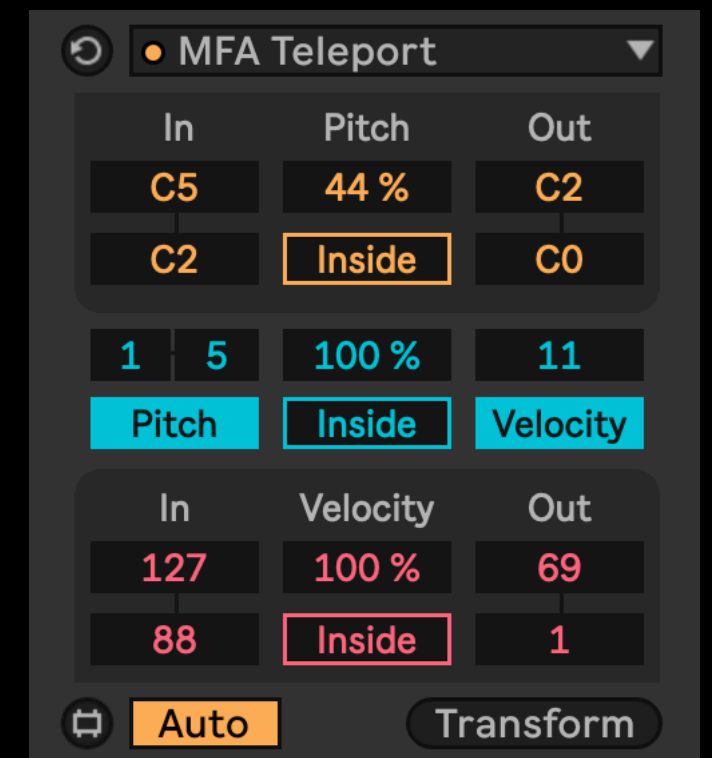 MFA Teleport
In Pitch Out
C5 44 % C2
C2 Inside C0
1 5 100 % 11
Pitch Inside Velocity
In Velocity Out
127 100 % 69
88 Inside 1
Auto Transform